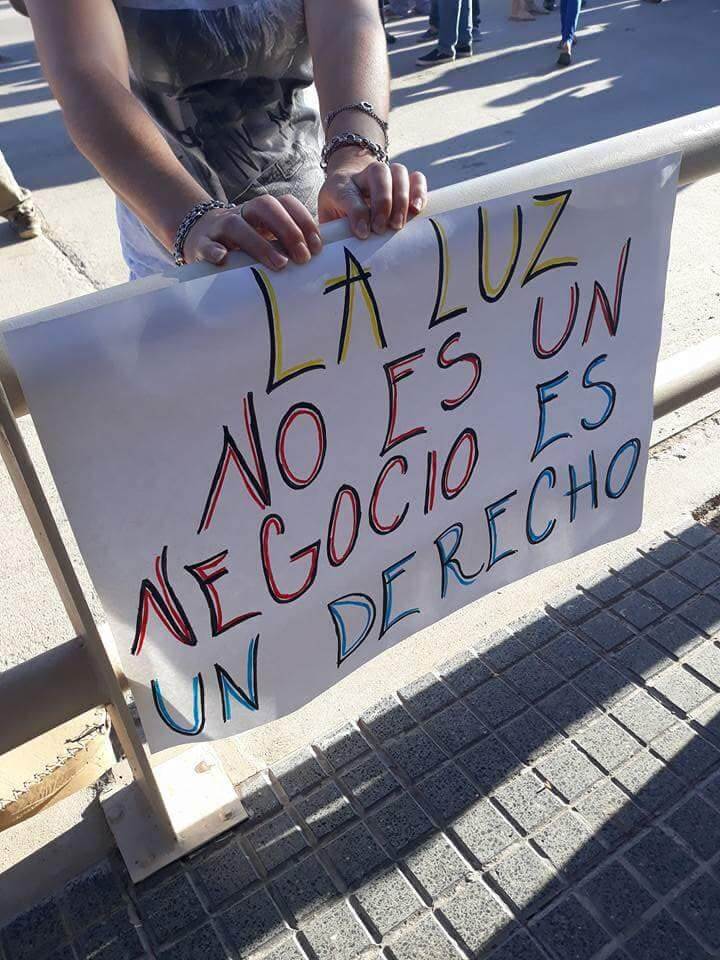 LA LUZ
NO ES UN
NEGOCIO ES
UN DERECHO